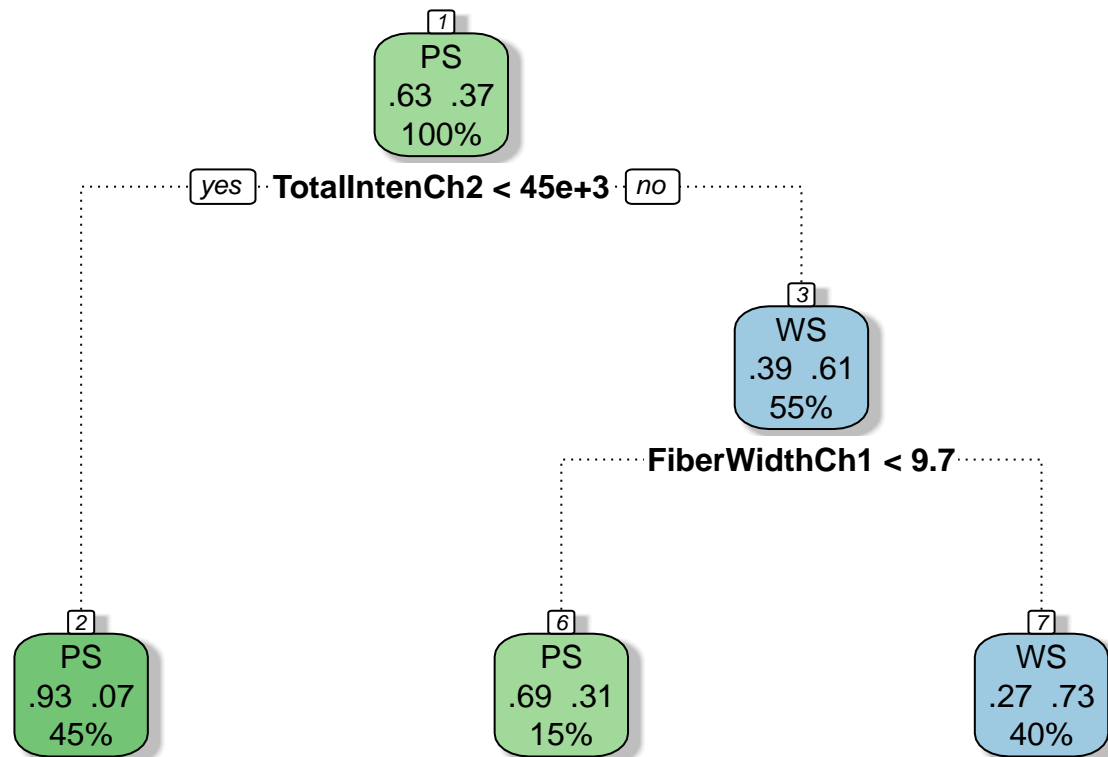 1
PS
.63 .37
100%
yes TotalIntenCh2 < 45e+3 no
3
WS
.39 .61
55%
FiberWidthCh1 < 9.7
2
PS
.93 .07
45%
6
PS
.69 .31
15%
7
WS
.27 .73
40%